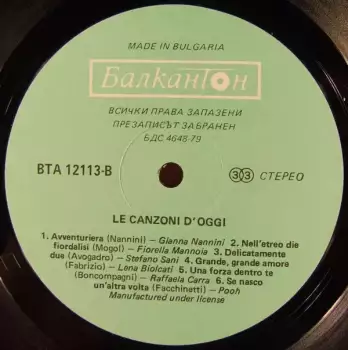 MADE IN BULGARIA
Балкантон
ВСИЧКИ ПРАВА ЗАПАЗЕНИ
ПРЕЗАПИСЪТ ЗАБРАНЕН
БДС 4648-79
ВТА 12113-В
33 СТЕРЕО
LE CANZONI D'OGGI
1. Avventuriera (Nannini) – Gianna Nannini 2. Nell'etreo die
fiordalisi (Mogol) – Fiorella Mannoia 3. Delicatamente
due (Avogadro) – Stefano Sani 4. Grande, grande amore
(Fabrizio) – Lena Biolcati 5. Una forza dentro te
(Boncompagni) – Raffaela Carra 6. Se nasco
un'altra volta (Facchinetti) – Pooh
Manufactured under license